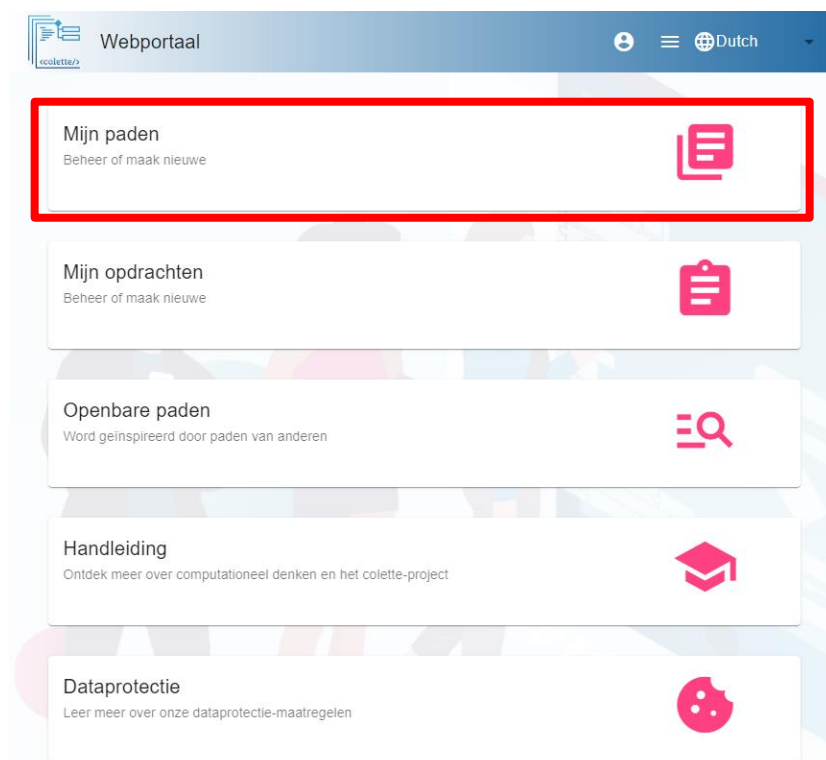 Webportaal
Dutch
‹colette/›
Mijn paden
Beheer of maak nieuwe
Mijn opdrachten
Beheer of maak nieuwe
Openbare paden
Word geïnspireerd door paden van anderen
Handleiding
Ontdek meer over computationeel denken en het colette-project
Dataprotectie
Leer meer over onze dataprotectie-maatregelen